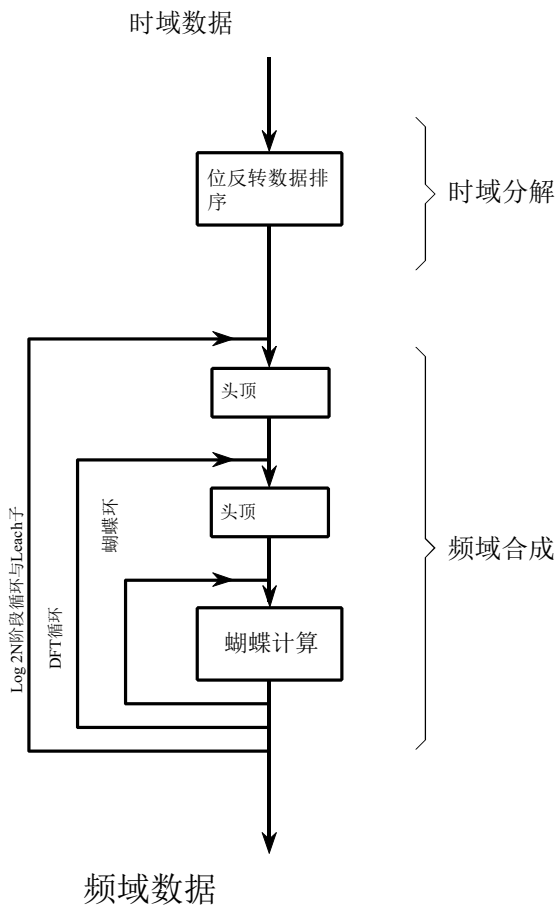 时域数据
位反转数据排
序
时域分解
头顶
头顶
蝴蝶环
DFT循环
Log 2N阶段循环与Leach子
频域合成
蝴蝶计算
频域数据